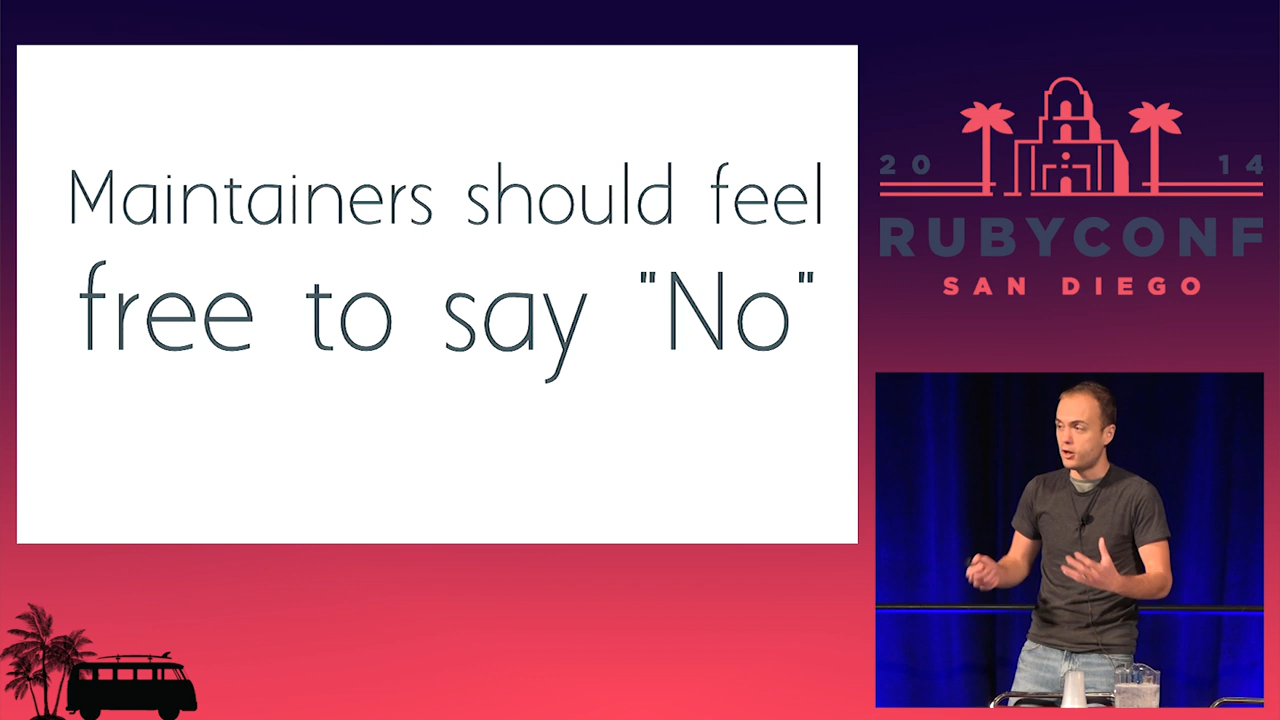 Maintainers should feel
free to say "No"
20 14
RUBYCONF
SAN DIEGO